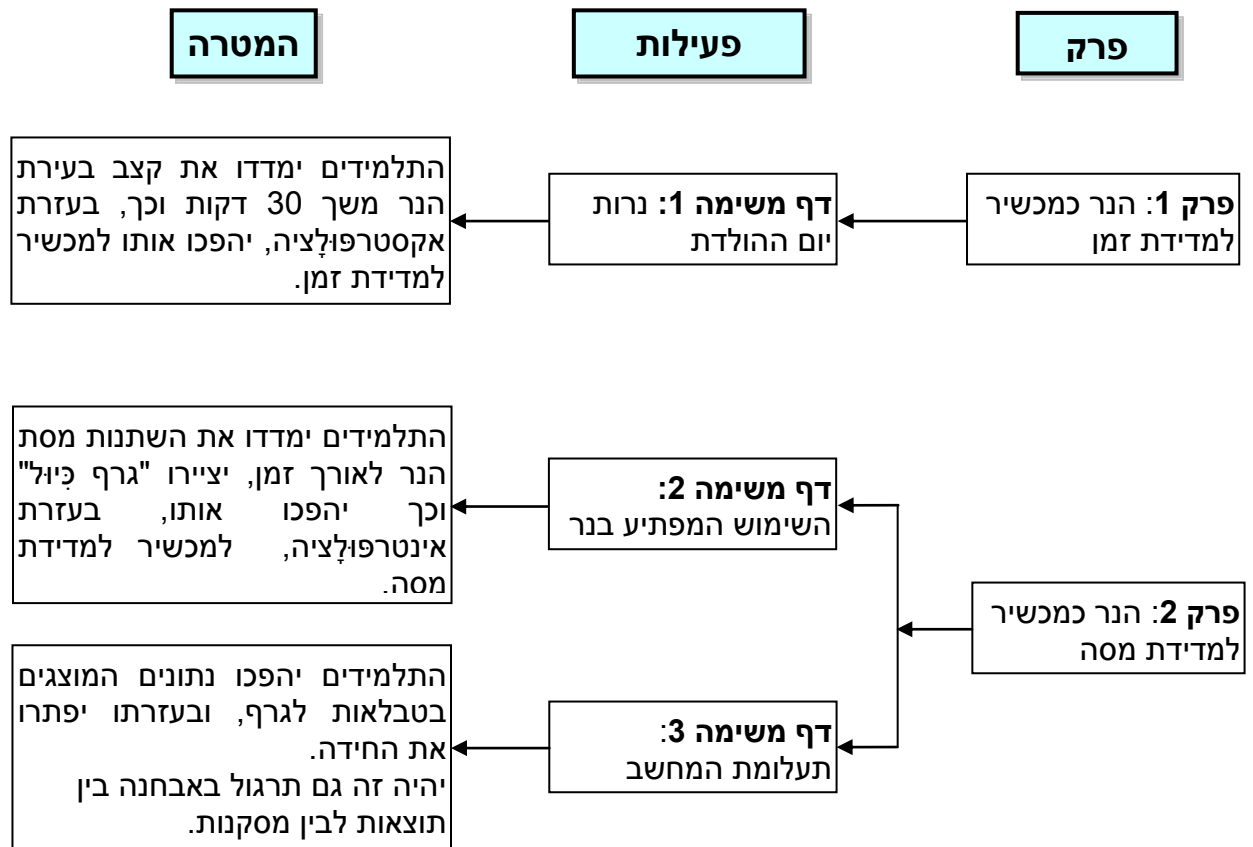 פרק
פעילות
המטרה
פרק 1: הנר כמכשיר
למדידת זמן
דף משימה 1: נרות
יום ההולדת
התלמידים ימדדו את קצב בעירת
הנר משך 30 דקות וכך, בעזרת
אקסטרפּוּלָציה, יהפכו אותו למכשיר
למדידת זמן.
פרק 2: הנר כמכשיר
למדידת מסה
דף משימה 2:
השימוש המפתיע בנר
התלמידים ימדדו את השתנות מסת
הנר לאורך זמן, יציירו "גרף כִּיוּל"
וכך יהפכו אותו, בעזרת
אינטרפּוּלָציה, למכשיר למדידת
מסה.
דף משימה 3:
תעלומת המחשב
התלמידים יהפכו נתונים המוצגים
בטבלאות לגרף, ובעזרתו יפתרו
את החידה.
יהיה זה גם תרגול באבחנה בין
תוצאות לבין מסקנות.